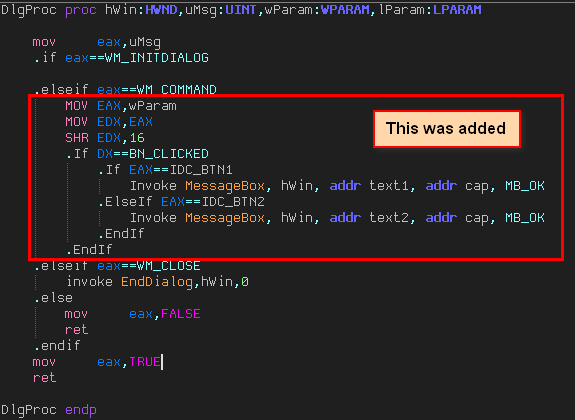 DlgProc proc hWin:HWND,uMsg:UINT,wParam:WPARAM,lParam:LPARAM
mov eax,uMsg
.if eax==WM_INITDIALOG
.elseif eax==WM_COMMAND
MOV EAX,wParam
MOV EDX,EAX
This was added
SHR EDX,16
.If DX==BN_CLICKED
.If EAX==IDC_BTN1
Invoke MessageBox, hWin, addr text1, addr cap, MB_OK
.ElseIf EAX==IDC_BTN2
Invoke MessageBox, hWin, addr text2, addr cap, MB_OK
.EndIf
.EndIf
.elseif eax==WM_CLOSE
invoke EndDialog,hWin,0
.else
mov eax,FALSE
ret
.endif
mov eax,TRUE
ret
DlgProc endp